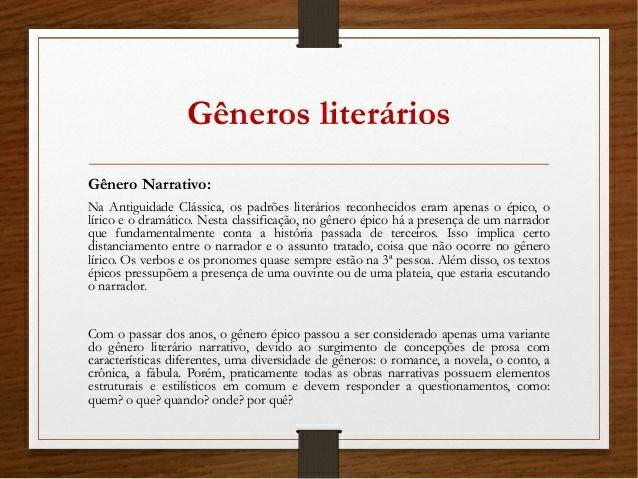 Gêneros literários
Gênero Narrativo:
Na Antiguidade Clássica, os padrões literários reconhecidos eram apenas o épico, o
lírico e o dramático. Nesta classificação, no gênero épico há a presença de um narrador
que fundamentalmente conta a história passada de terceiros. Isso implica certo
distanciamento entre o narrador e o assunto tratado, coisa que não ocorre no gênero
lírico. Os verbos e os pronomes quase sempre estão na 3ª pessoa. Além disso, os textos
épicos pressupõem a presença de uma ouvinte ou de uma plateia, que estaria escutando
o narrador.
Com o passar dos anos, o gênero épico passou a ser considerado apenas uma variante
do gênero literário narrativo, devido ao surgimento de concepções de prosa com
características diferentes, uma diversidade de gêneros: o romance, a novela, o conto, a
crônica, a fábula. Porém, praticamente todas as obras narrativas possuem elementos
estruturais e estilísticos em comum e devem responder a questionamentos, como:
quem? o que? quando? onde? por quê?